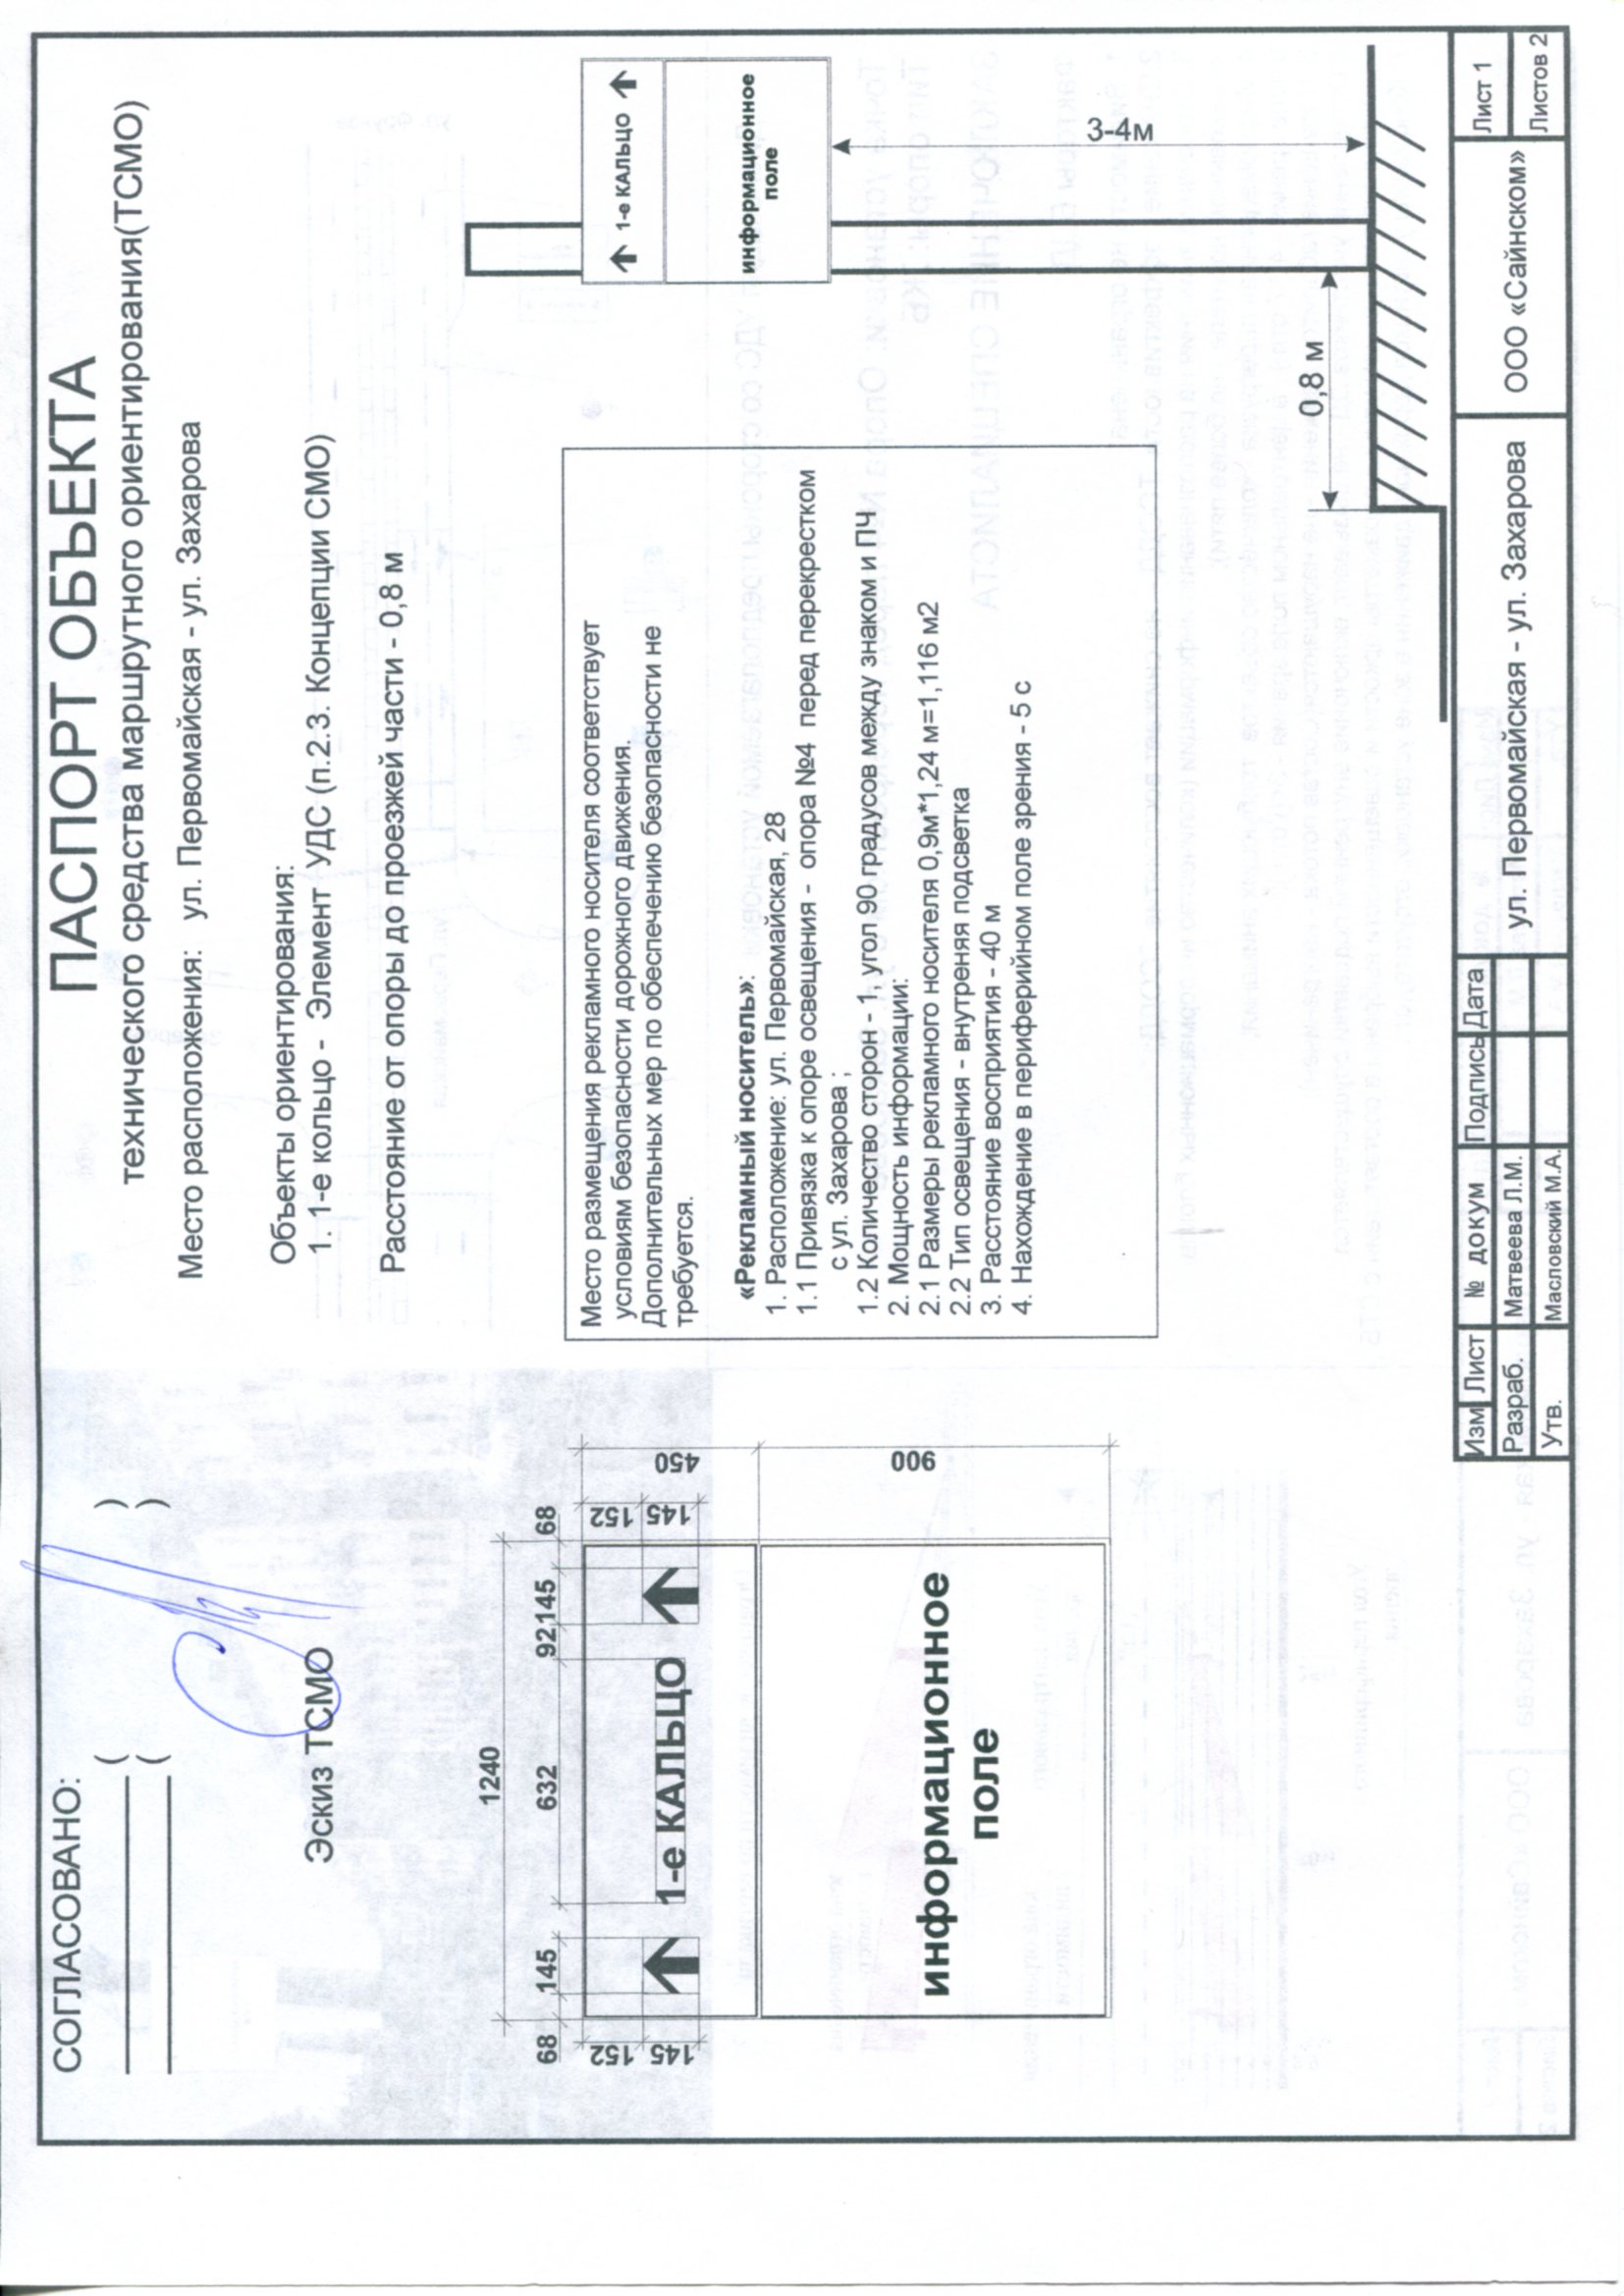 СОГЛАСОВАНО:
( )
( )
ПАСПОРТ ОБЪЕКТА
технического средства маршрутного ориентирования(ТСМО)
Место расположения: ул. Первомайская - ул. Захарова
Объекты ориентирования:
1. 1-е кольцо - Элемент УДС (п.2.3. Концепции СМО)
Расстояние от опоры до проезжей части - 0,8 м
Эскиз ТСМО
1240
68 145 632 92 145 68
152 152
145 145
450
900
1-е КАЛЬЦО
информационное
поле
Место размещения рекламного носителя соответствует
условиям безопасности дорожного движения.
Дополнительных мер по обеспечению безопасности не
требуется.
«Рекламный носитель»:
1. Расположение: ул. Первомайская, 28
1.1 Привязка к опоре освещения - опора №4 перед перекрестком
с ул. Захарова ;
1.2 Количество сторон - 1, угол 90 градусов между знаком и ПЧ
2. Мощность информации:
2.1 Размеры рекламного носителя 0,9м*1,24 м=1,116 м2
2.2 Тип освещения - внутреняя подсветка
3. Расстояние восприятия - 40 м
4. Нахождение в периферийном поле зрения - 5 с
1-е КАЛЬЦО
информационное
поле
3-4м
0,8 м
Изм Лист № докум Подпись Дата
Разраб. Матвеева Л.М.
Утв. Масловский М.А.
ул. Первомайская - ул. Захарова
ООО «Сайнском»
Лист 1
Листов 2